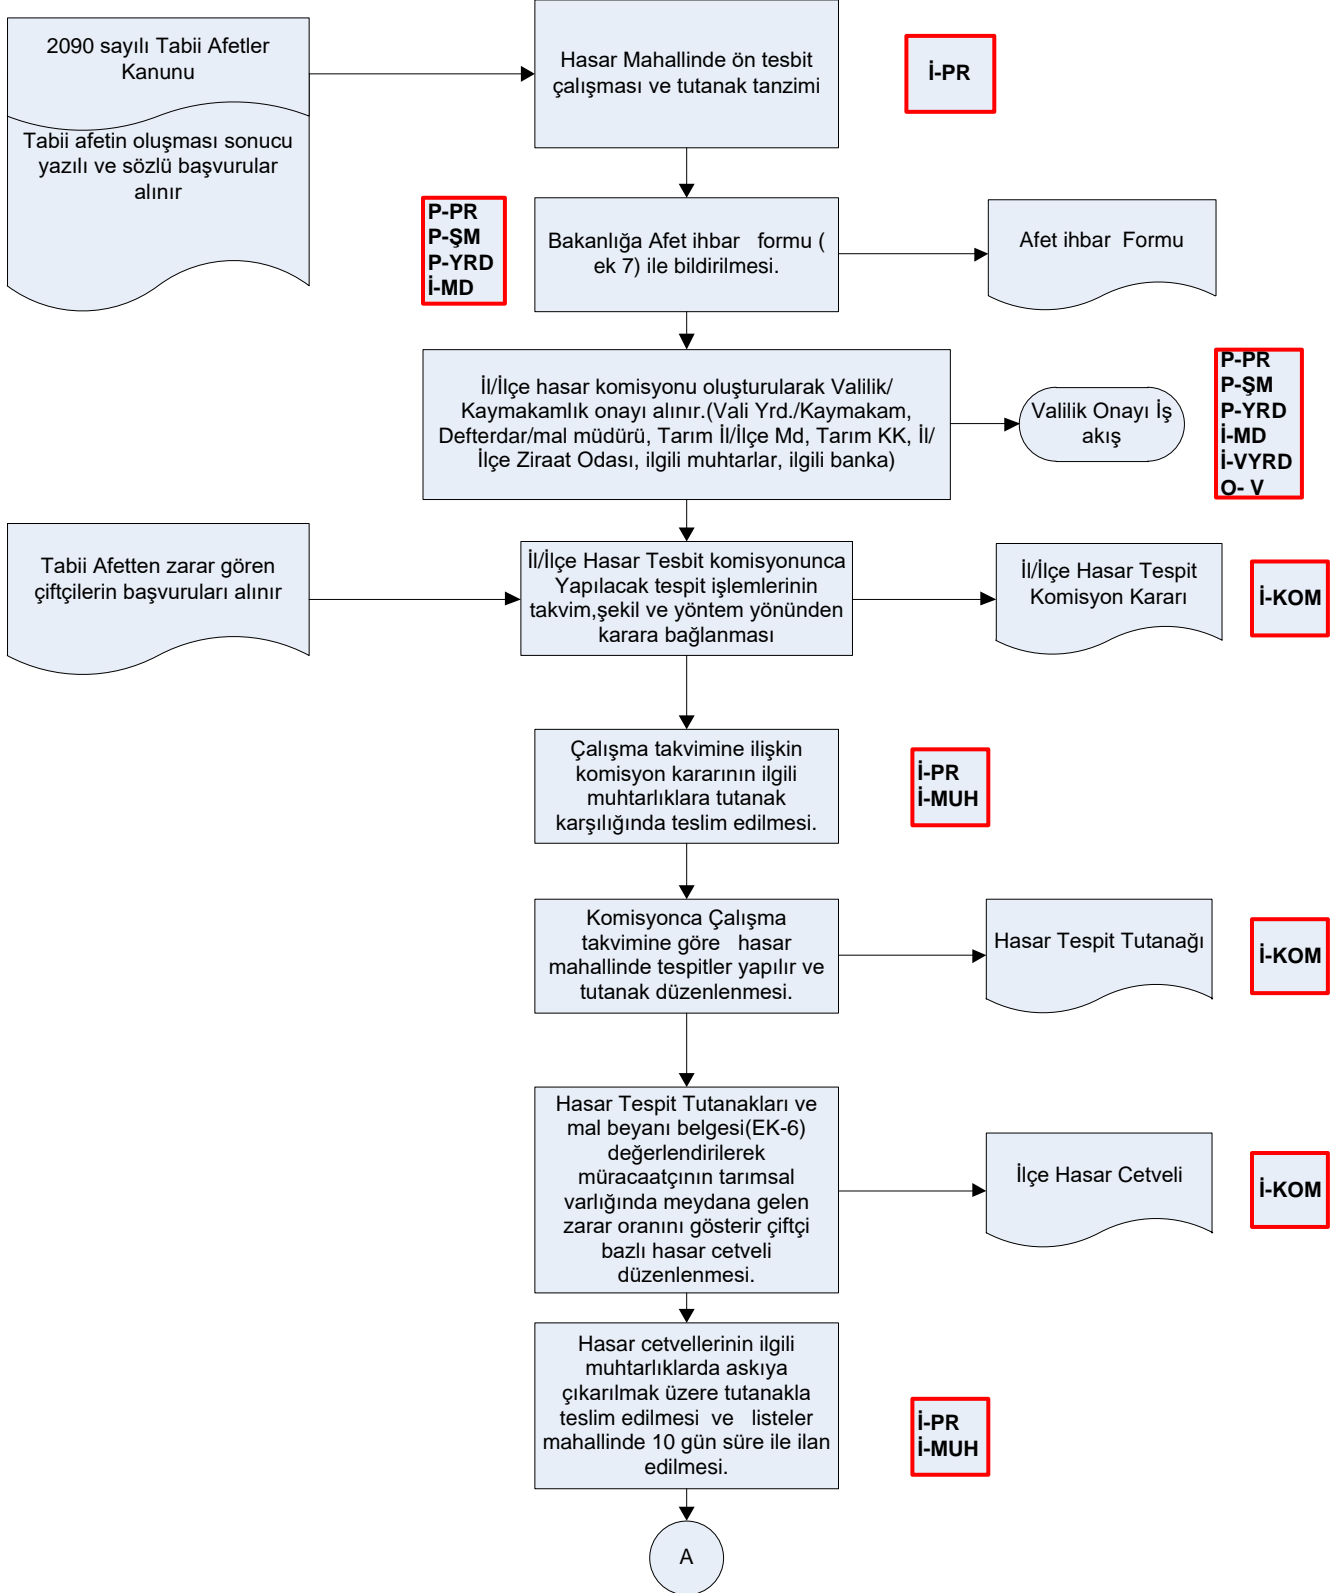 2090 sayılı Tabii Afetler
Kanunu
Tabii afetin oluşması sonucu
yazılı ve sözlü başvurular
alınır
Hasar Mahallinde ön tesbit
çalışması ve tutanak tanzimi
İ-PR
P-PR
P-ŞM
P-YRD
İ-MD
Bakanlığa Afet ihbar formu (
ek 7) ile bildirilmesi.
Afet ihbar Formu
İl/İlçe hasar komisyonu oluşturularak Valilik/
Kaymakamlık onayı alınır.(Vali Yrd./Kaymakam,
Defterdar/mal müdürü, Tarım İl/İlçe Md, Tarım KK, İl/
İlçe Ziraat Odası, ilgili muhtarlar, ilgili banka)
Valilik Onayı İş
akış
P-PR
P-ŞM
P-YRD
İ-MD
İ-VYRD
O- V
Tabii Afetten zarar gören
çiftçilerin başvuruları alınır
İl/İlçe Hasar Tesbit komisyonunca
Yapılacak tespit işlemlerinin
takvim,şekil ve yöntem yönünden
karara bağlanması
İl/İlçe Hasar Tespit
Komisyon Kararı
İ-KOM
Çalışma takvimine ilişkin
komisyon kararının ilgili
muhtarlıklara tutanak
karşılığında teslim edilmesi.
İ-PR
İ-MUH
Komisyonca Çalışma
takvimine göre hasar
mahallinde tespitler yapılır ve
tutanak düzenlenmesi.
Hasar Tespit Tutanağı
İ-KOM
Hasar Tespit Tutanakları ve
mal beyanı belgesi(EK-6)
değerlendirilerek
müracaatçının tarımsal
varlığında meydana gelen
zarar oranını gösterir çiftçi
bazlı hasar cetveli
düzenlenmesi.
İlçe Hasar Cetveli
İ-KOM
Hasar cetvellerinin ilgili
muhtarlıklarda askıya
çıkarılmak üzere tutanakla
teslim edilmesi ve listeler
mahallinde 10 gün süre ile ilan
edilmesi.
İ-PR
İ-MUH
A